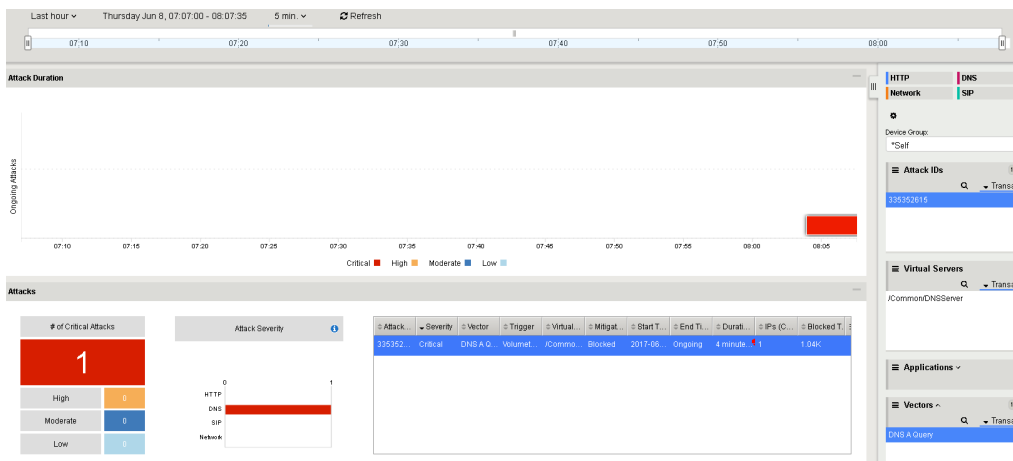 Last hour Thursday Jun 8, 07:07:00 - 08:07:35 5 min. Refresh
07:10 07:20 07:30 07:40 07:50 08:00
Attack Duration
Ongoing Attacks
07:10 07:15 07:20 07:25 07:30 07:35 07:40 07:45 07:50 07:55 08:00 08:05
Critical High Moderate Low
Attacks
# of Critical Attacks
1
High 0
Moderate 0
Low 0
Attack Severity
0 1
HTTP
DNS
SIP
Network
Attack... Severity Vector Trigger Virtual... Mitigat... Start T... End Ti... Durati... IPs (C... Blocked T...
335352... Critical DNS A Q... Volumet... /Commo... Blocked 2017-06... Ongoing 4 minute... 1 1.04K
HTTP DNS
Network SIP
Device Group:
*Self
Attack IDs
Transa
335352615
Virtual Servers
Transa
/Common/DNSServer
Applications
Vectors
Transa
DNS A Query